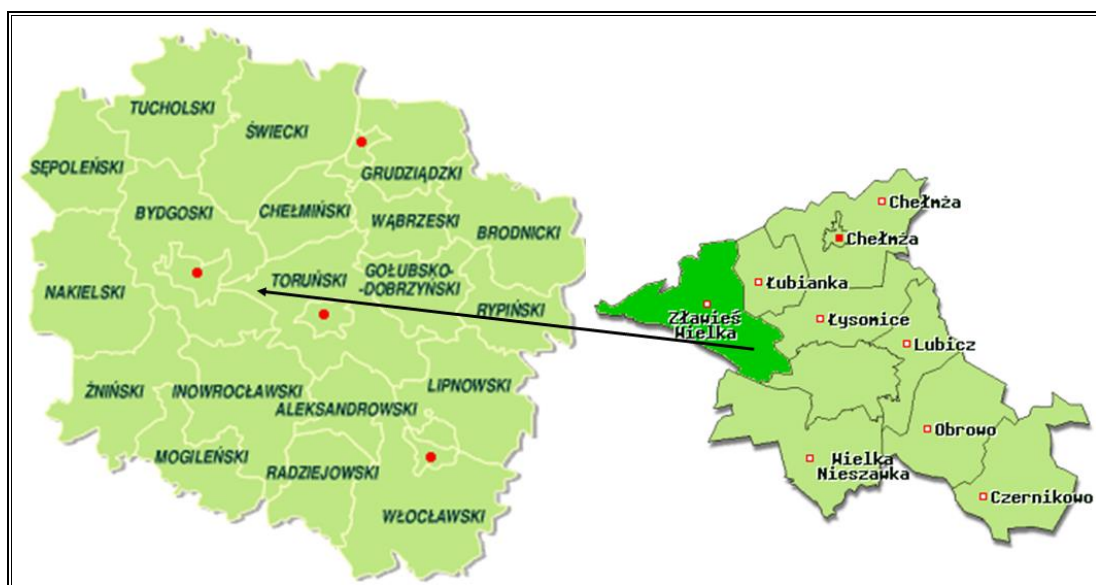 TUCHOLSKI
ŚWIECKI
SĘPOLEŃSKI
GRUDZIĄDZKI
BYDGOSKI
CHEŁMIŃSKI
WĄBRZESKI
BRODNICKI
NAKIELSKI
TORUŃSKI
GOŁUBSKO-
-DOBRZYŃSKI
RYPIŃSKI
ŻNIŃSKI
INOWROCŁAWSKI
ALEKSANDROWSKI
LIPNOWSKI
MOGILEŃSKI
RADZIEJOWSKI
WŁOCŁAWSKI
Chełmża
Chełmża
Łubianka
Zławieś
Wielka
Łysomice
Lubicz
Obrowo
Wielka
Nieszawka
Czernikowo